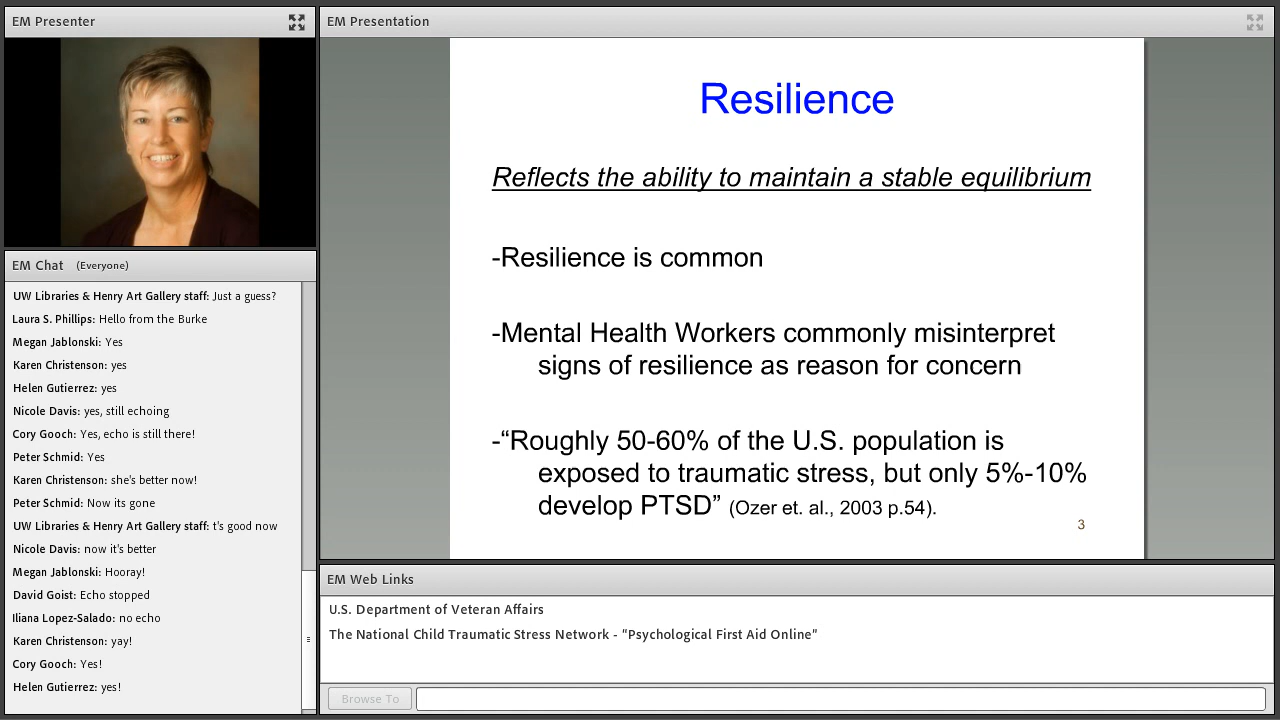 EM Presenter
EM Chat (Everyone)
UW Libraries & Henry Art Gallery staff: Just a guess?
Laura S. Phillips: Hello from the Burke
Megan Jablonski: Yes
Karen Christenson: yes
Helen Gutierrez: yes
Nicole Davis: yes, still echoing
Cory Gooch: Yes, echo is still there!
Peter Schmid: Yes
Karen Christenson: she's better now!
Peter Schmid: Now its gone
UW Libraries & Henry Art Gallery staff: t's good now
Nicole Davis: now it's better
Megan Jablonski: Hooray!
David Goist: Echo stopped
Iliana Lopez-Salado: no echo
Karen Christenson: yay!
Cory Gooch: Yes!
Helen Gutierrez: yes!
EM Presentation
Resilience
Reflects the ability to maintain a stable equilibrium
-Resilience is common
-Mental Health Workers commonly misinterpret
signs of resilience as reason for concern
-“Roughly 50-60% of the U.S. population is
exposed to traumatic stress, but only 5%-10%
develop PTSD” (Ozer et. al., 2003 p.54).
3
EM Web Links
U.S. Department of Veteran Affairs
The National Child Traumatic Stress Network - "Psychological First Aid Online"
Browse To